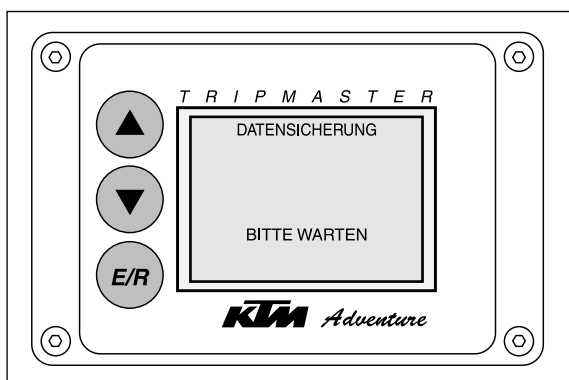 TRIPMASTER
DATENSICHERUNG
BITTE WARTEN
E/R
KTM Adventure